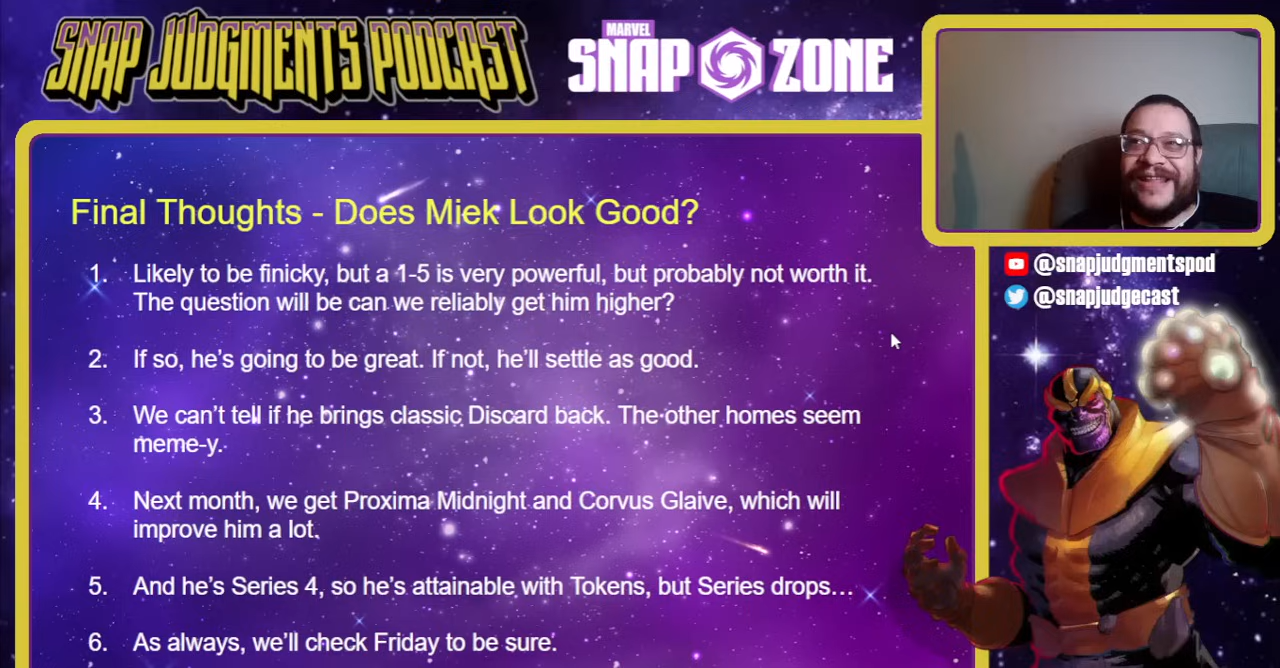 SNAP JUDGMENTS PODCAST
MARVEL
SNAP ZONE
Final Thoughts - Does Miek Look Good?
1. Likely to be finicky, but a 1-5 is very powerful, but probably not worth it.
The question will be can we reliably get him higher?
2. If so, he's going to be great. If not, he'll settle as good.
3. We can't tell if he brings classic Discard back. The other homes seem
meme-y.
4. Next month, we get Proxima Midnight and Corvus Glaive, which will
improve him a lot.
5. And he's Series 4, so he's attainable with Tokens, but Series drops…
6. As always, we'll check Friday to be sure.
@snapjudgmentspod
@snapjudgecast